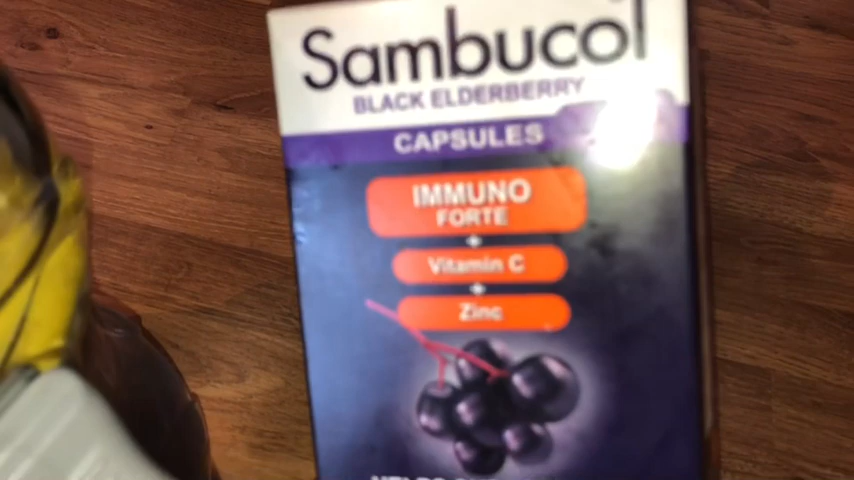 Sambucol
BLACK ELDERBERRY
CAPSULES
IMMUNO
FORTE
+
Vitamin C
+
Zinc